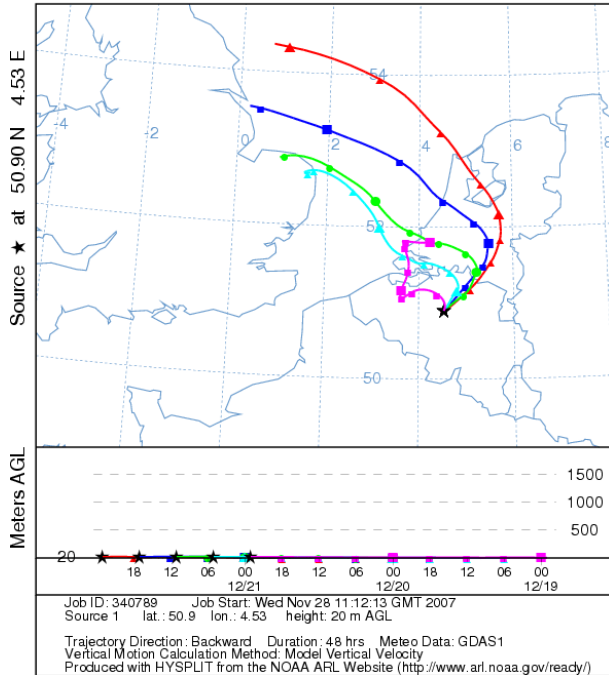 Source ★ at 50.90 N 4.53 E
-4
-2
0
2
4
6
8
54
52
50
Meters AGL
1500
1000
500
20
18 12 06 00 18 12 06 00 18 12 06 00
12/21 12/20 12/19
Job ID: 340789 Job Start: Wed Nov 28 11:12:13 GMT 2007
Source 1 lat.: 50.9 lon.: 4.53 height: 20 m AGL
Trajectory Direction: Backward Duration: 48 hrs Meteo Data: GDAS1
Vertical Motion Calculation Method: Model Vertical Velocity
Produced with HYSPLIT from the NOAA ARL Website (http://www.arl.noaa.gov/ready/)